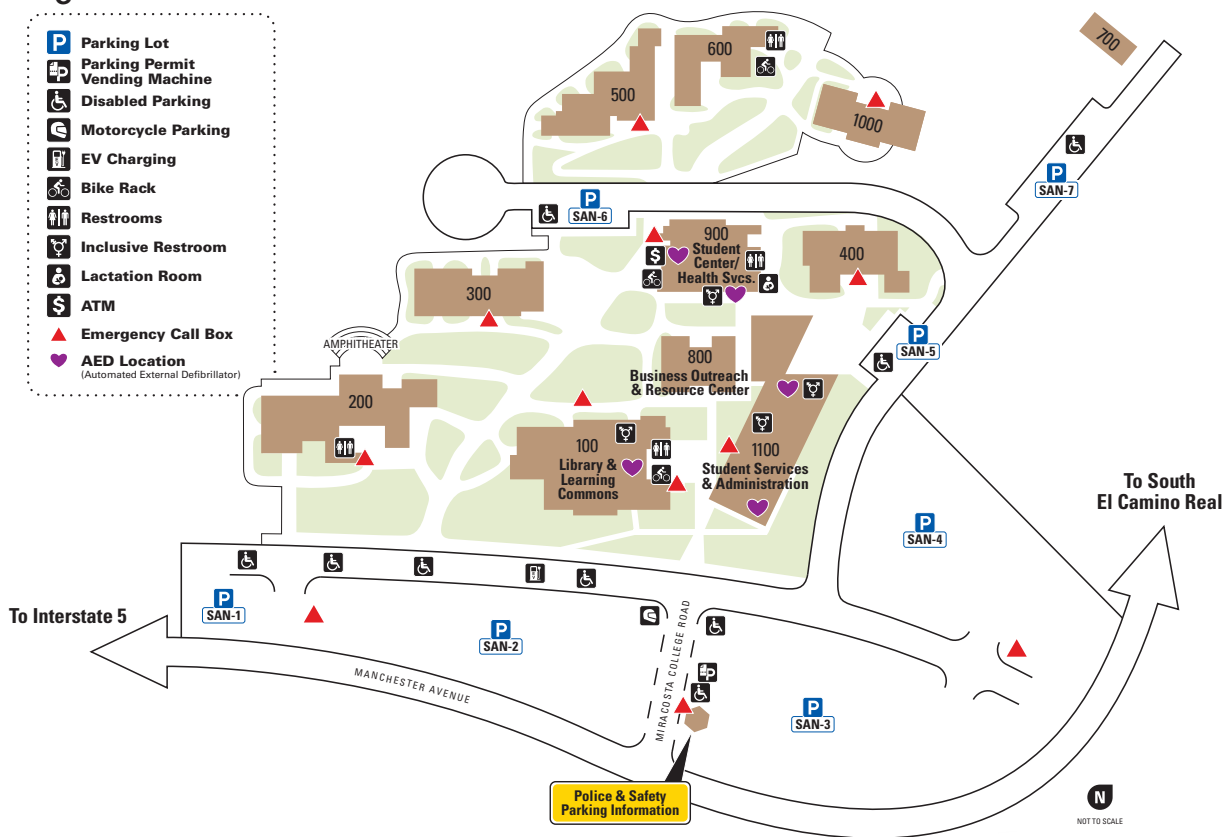 P Parking Lot
P Parking Permit
Vending Machine
Disabled Parking
Motorcycle Parking
EV Charging
Bike Rack
Restrooms
Inclusive Restroom
Lactation Room
$ ATM
Emergency Call Box
AED Location
(Automated External Defibrillator)
700
600
500
1000
P
SAN-7
P
SAN-6
900
Student
Center/
Health Svcs.
$
400
300
P
SAN-5
AMPHITHEATER
800
Business Outreach
& Resource Center
200
100
Library &
Learning
Commons
1100
Student Services
& Administration
To South
El Camino Real
P
SAN-4
To Interstate 5
P
SAN-1
P
SAN-2
MANCHESTER AVENUE
MIRACOSTA COLLEGE ROAD
P
P
SAN-3
Police & Safety
Parking Information
N
NOT TO SCALE